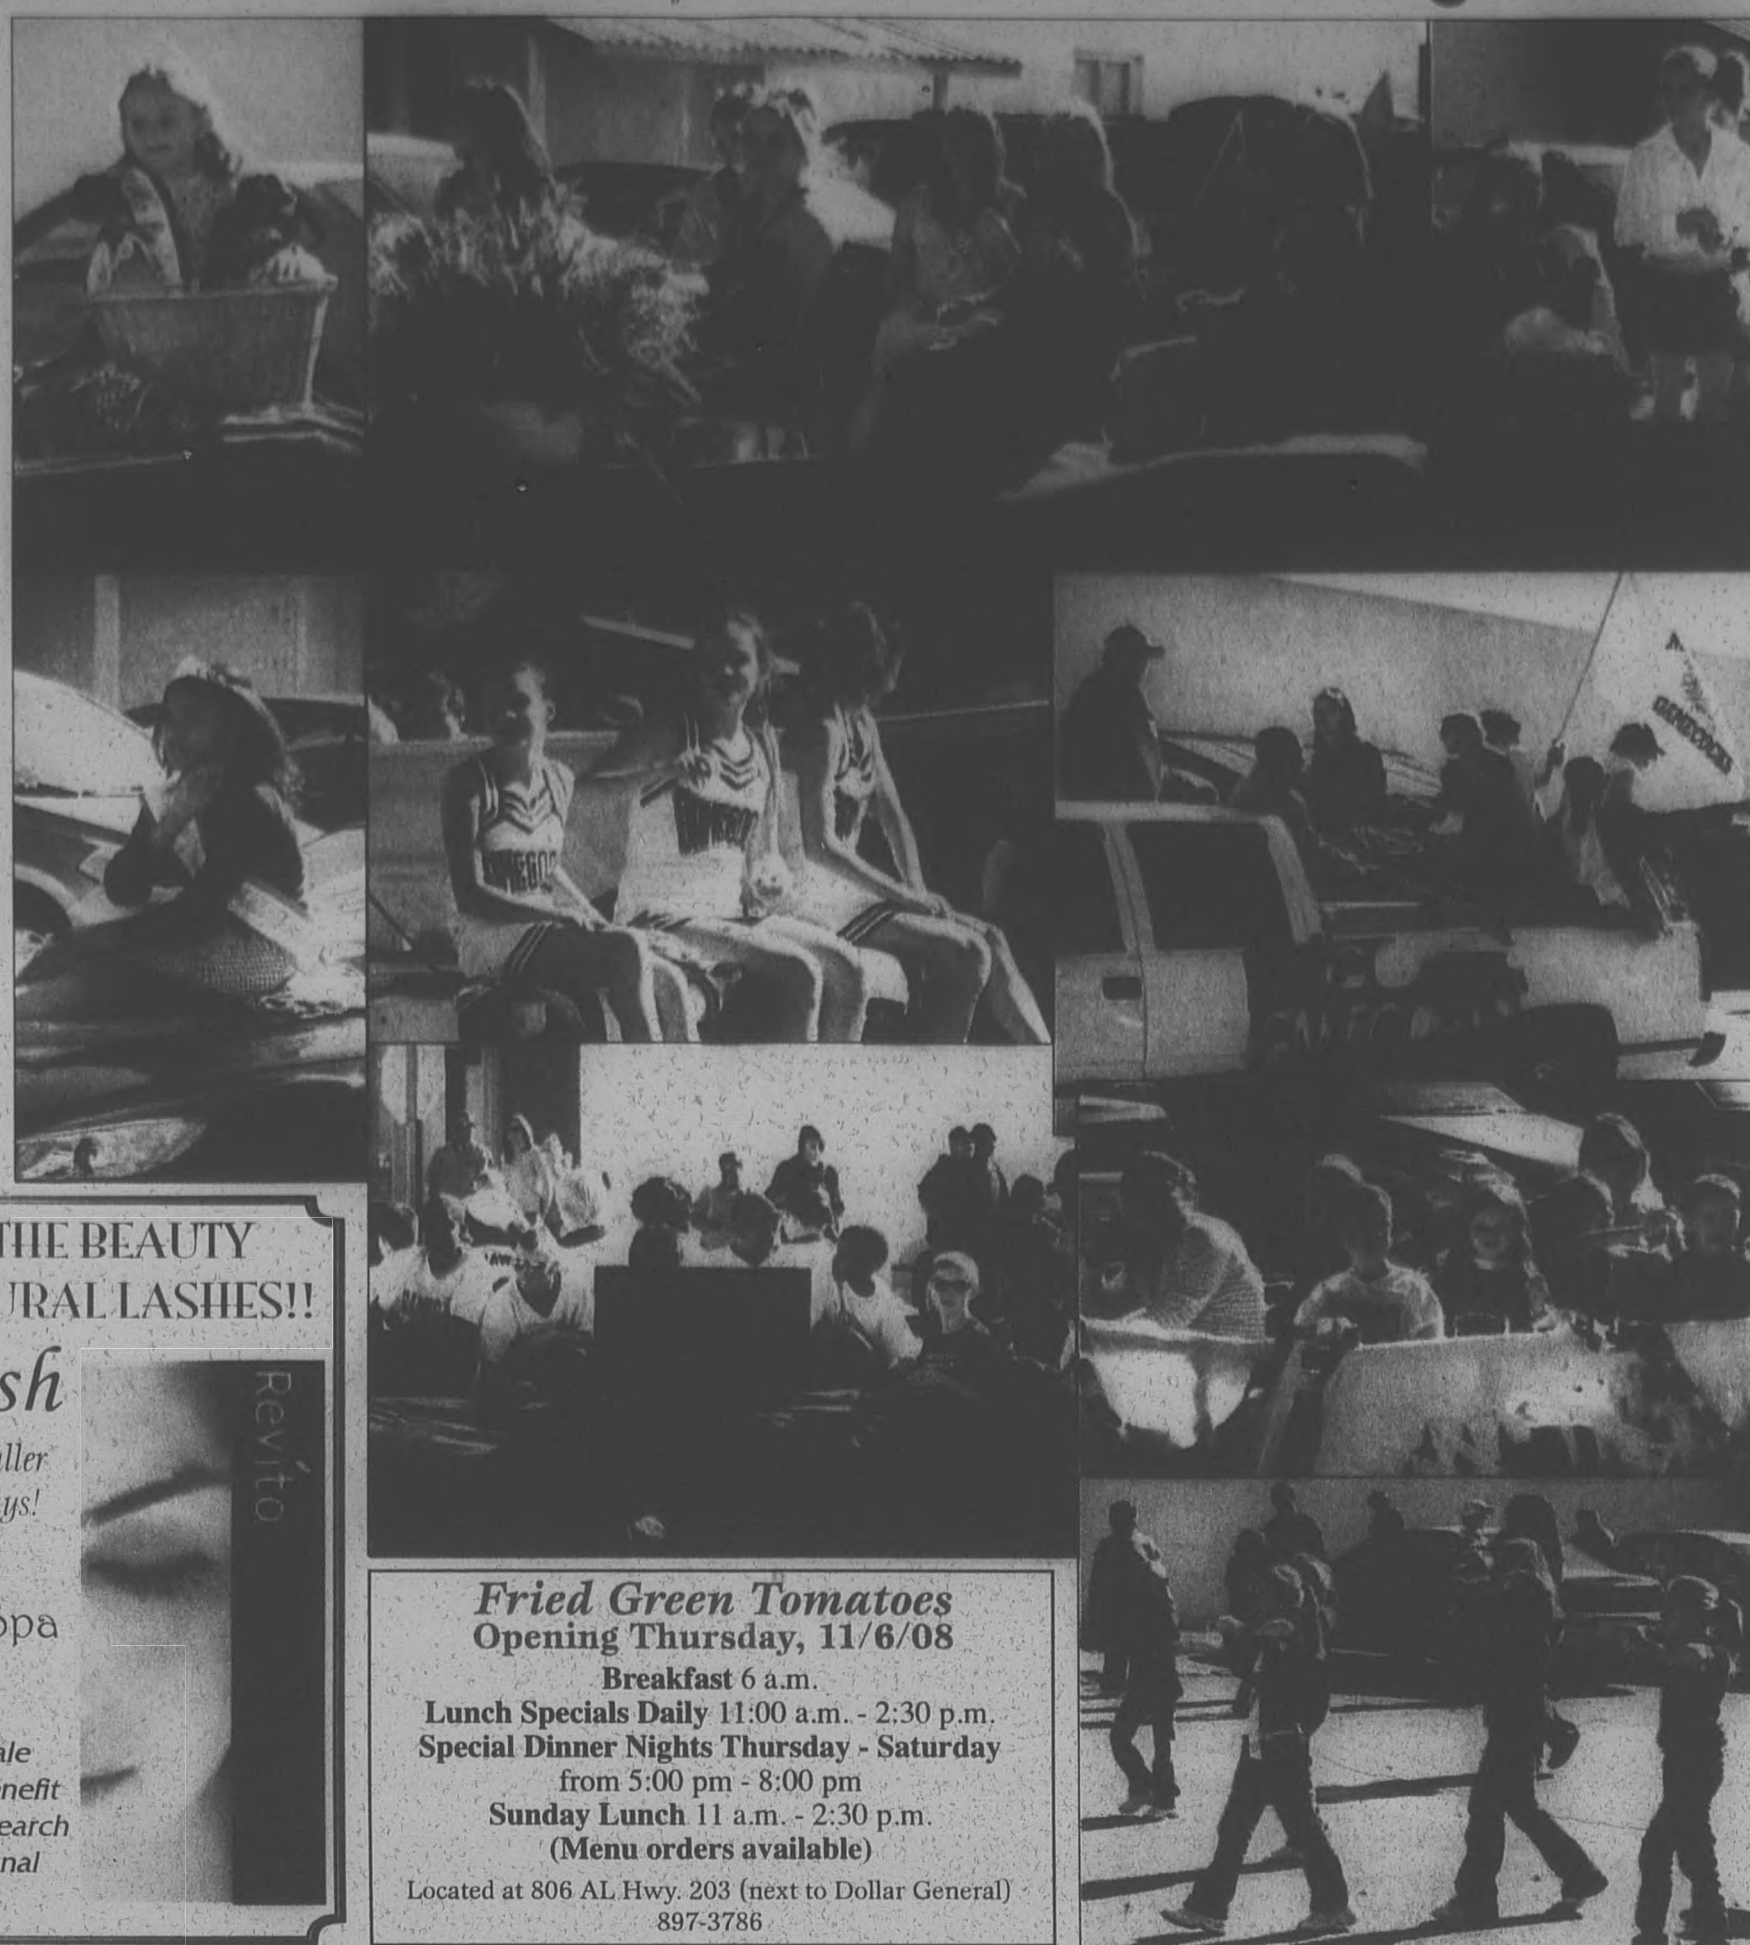 GAMECOCKS
THE BEAUTY
URAL LASHES!!
sh
ller
ys!
opa
ale
nefit
earch
nal
Revito
Fried Green Tomatoes
Opening Thursday, 11/6/08
Breakfast 6 a.m.
Lunch Specials Daily 11:00 a.m. - 2:30 p.m.
Special Dinner Nights Thursday - Saturday
from 5:00 pm - 8:00 pm
Sunday Lunch 11 a.m. - 2:30 p.m.
(Menu orders available)
Located at 806 AL Hwy. 203 (next to Dollar General)
897-3786